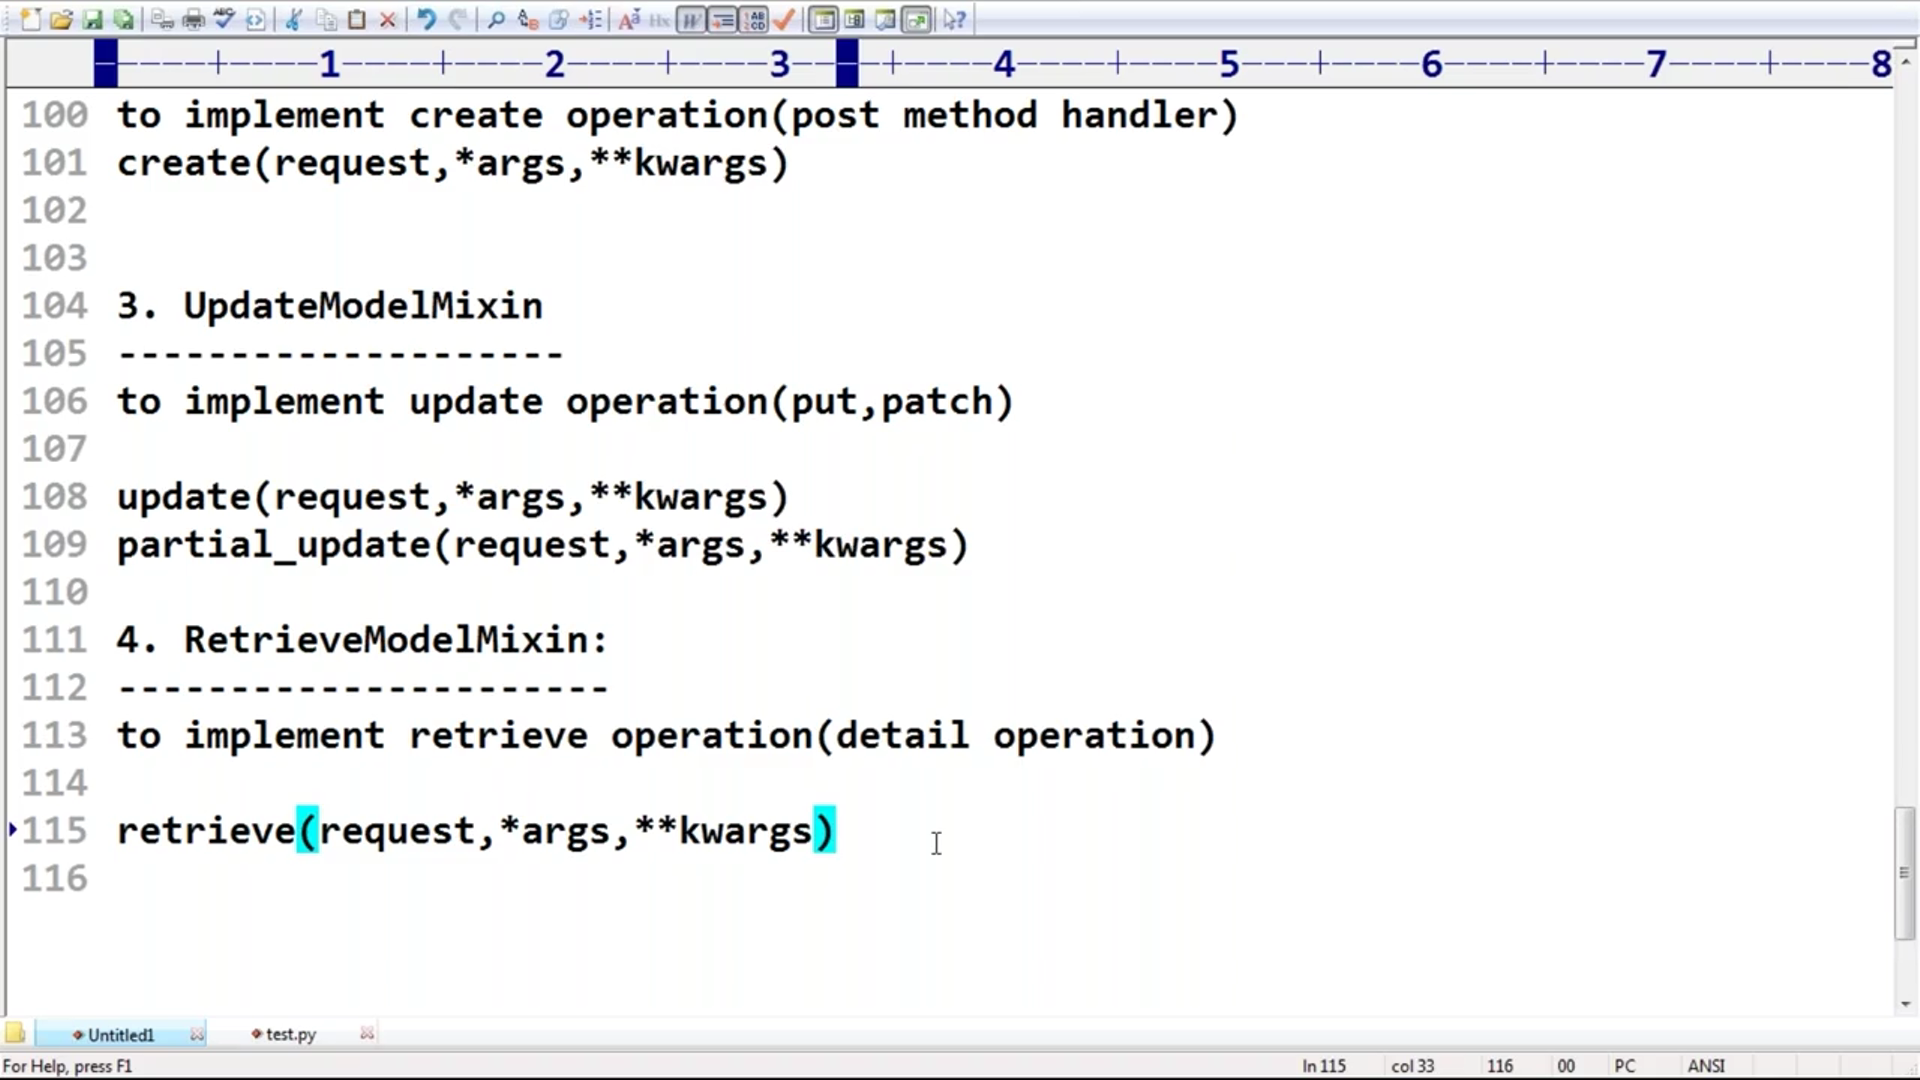 1 2 3 4 5 6 7 8
100 to implement create operation(post method handler)
101 create(request,*args,**kwargs)
102
103
104 3. UpdateModelMixin
105 --------------------
106 to implement update operation(put,patch)
107
108 update(request,*args,**kwargs)
109 partial_update(request,*args,**kwargs)
110
111 4. RetrieveModelMixin:
112 ----------------------
113 to implement retrieve operation(detail operation)
114
115 retrieve(request,*args,**kwargs)
116
Untitled1 test.py
For Help, press F1 ln 115 col 33 116 00 PC ANSI